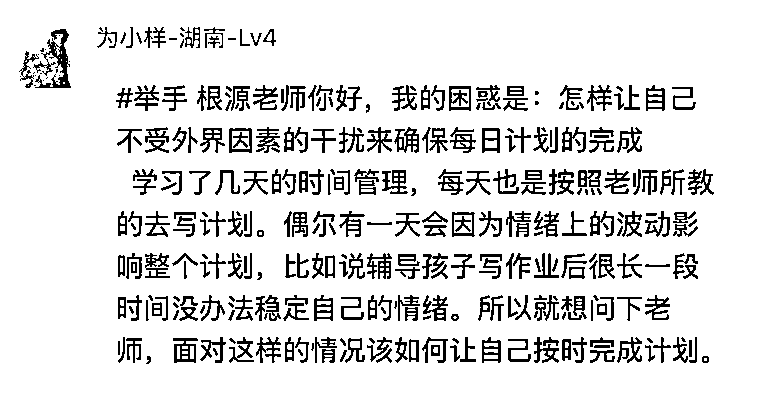 为小样-湖南-Lv4
#举手 根源老师你好，我的困惑是：怎样让自己
不受外界因素的干扰来确保每日计划的完成
学习了几天的时间管理，每天也是按照老师所教
的去写计划。偶尔有一天会因为情绪上的波动影
响整个计划，比如说辅导孩子写作业后很长一段
时间没办法稳定自己的情绪。所以就想问下老
师，面对这样的情况该如何让自己按时完成计划。